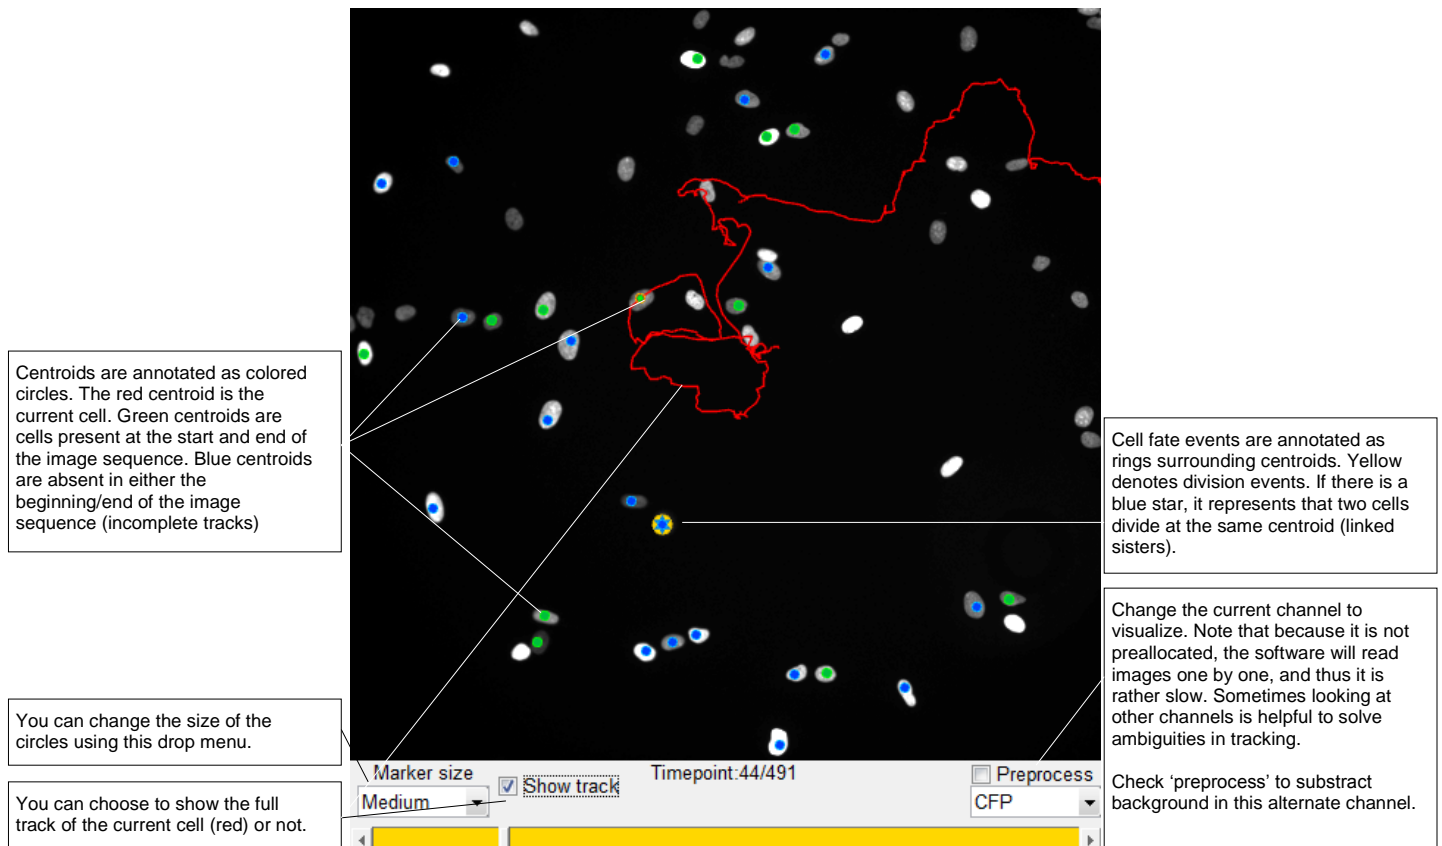 Centroids are annotated as colored
circles. The red centroid is the
current cell. Green centroids are
cells present at the start and end of
the image sequence. Blue centroids
are absent in either the
beginning/end of the image
sequence (incomplete tracks)
Cell fate events are annotated as
rings surrounding centroids. Yellow
denotes division events. If there is a
blue star, it represents that two cells
divide at the same centroid (linked
sisters).
Change the current channel to
visualize. Note that because it is not
preallocated, the software will read
images one by one, and thus it is
rather slow. Sometimes looking at
other channels is helpful to solve
ambiguities in tracking.
Check ‘preprocess’ to substract
background in this alternate channel.
You can change the size of the
circles using this drop menu.
You can choose to show the full
track of the current cell (red) or not.
Marker size
Medium
Show track
Timepoint:44/491
Preprocess
CFP